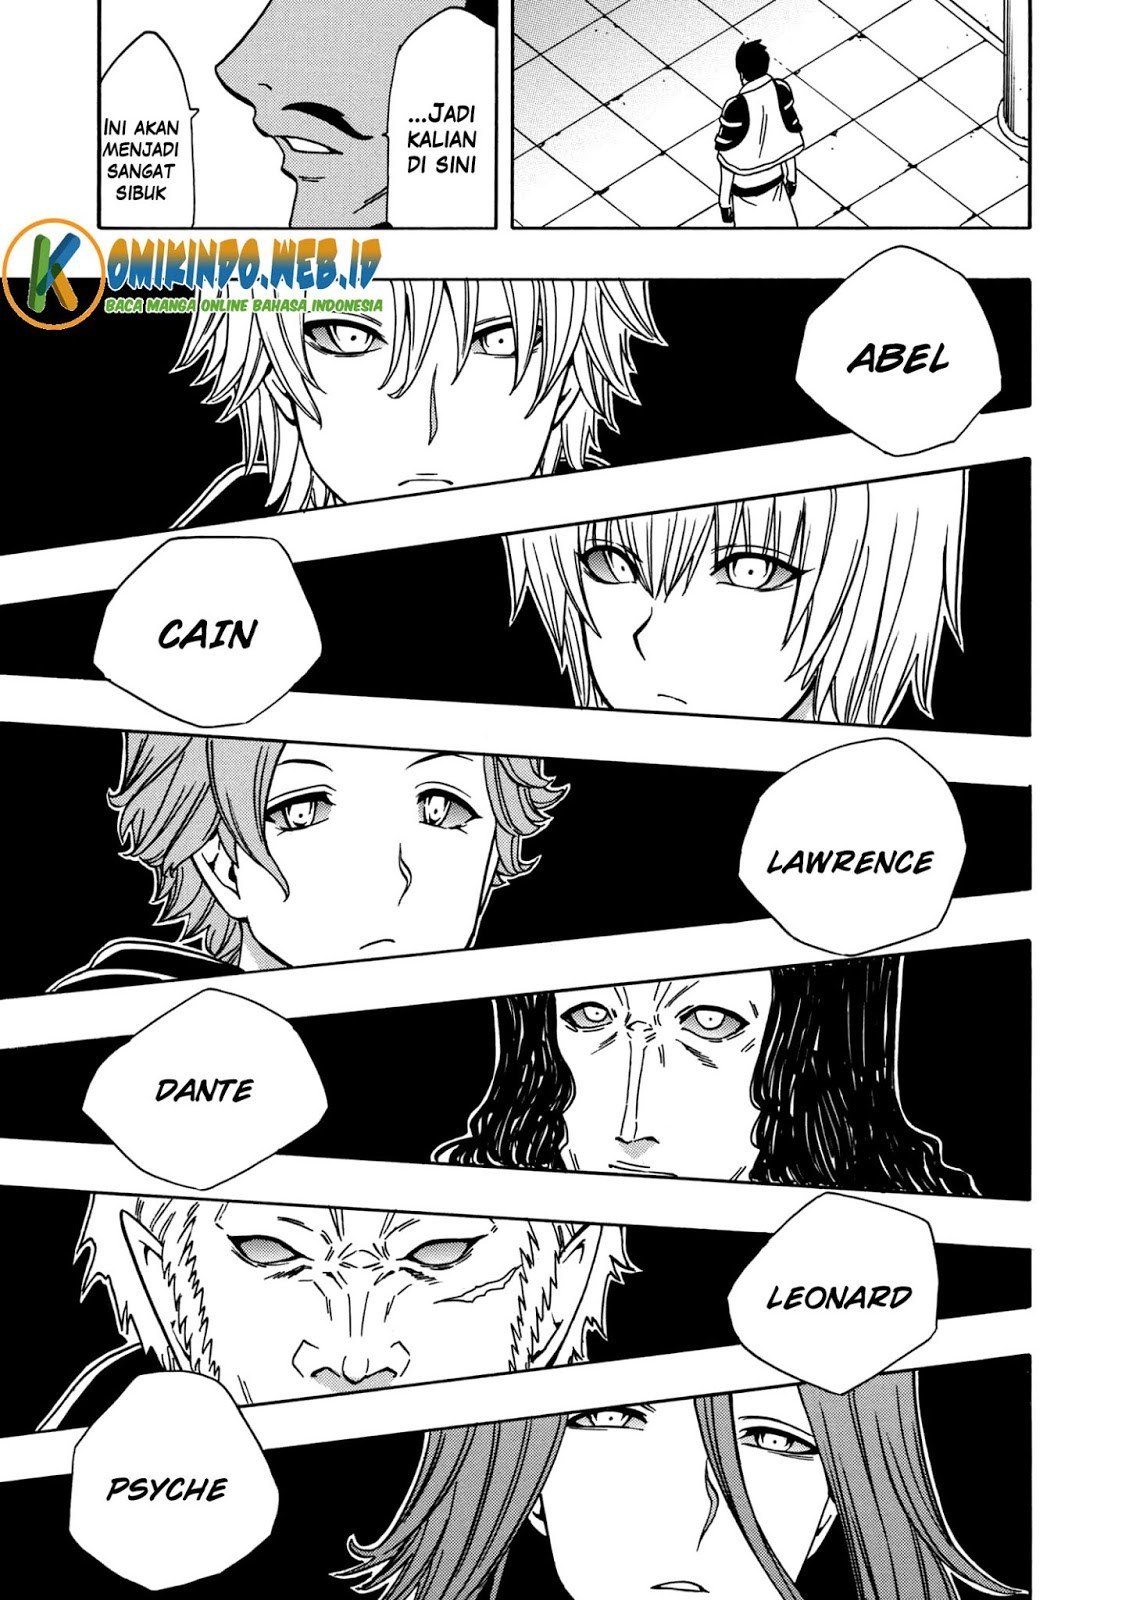 ...JADI
KALIAN
DI SINI
INI AKAN
MENJADI
SANGAT
SIBUK
KOMIKINDO.WEB.ID
BACA MANGA ONLINE BAHASA INDONESIA
ABEL
CAIN
LAWRENCE
DANTE
LEONARD
PSYCHE